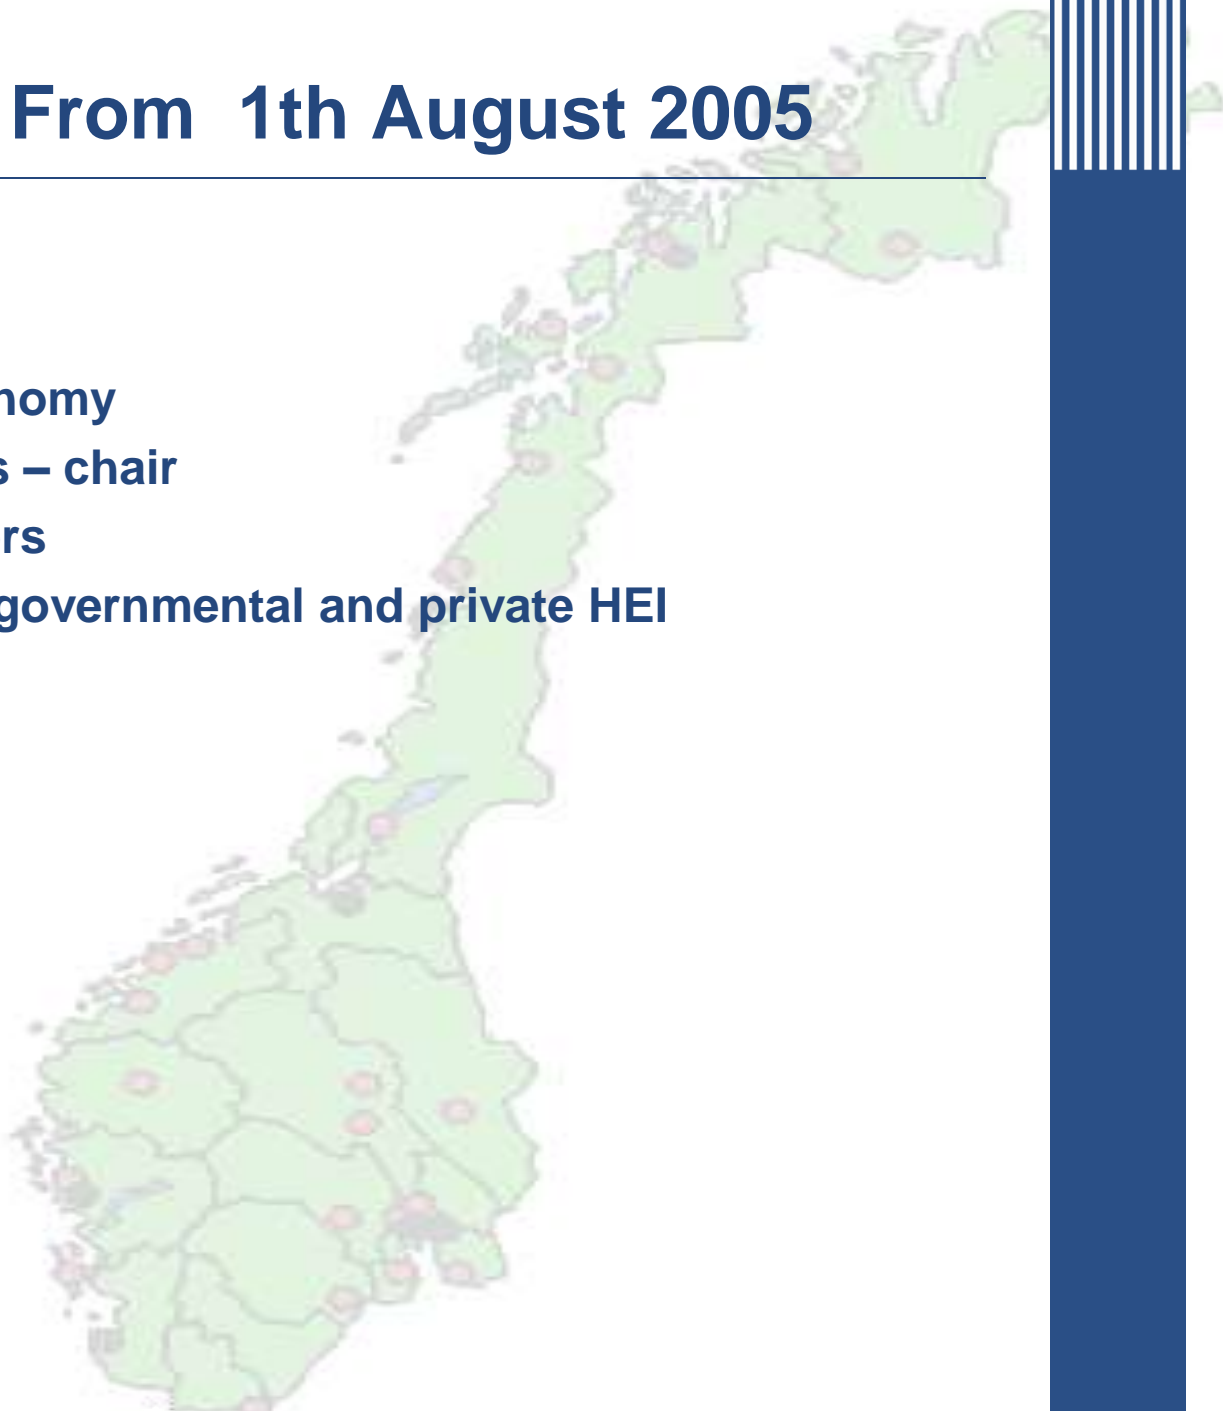 From 1th August 2005
nomy
s – chair
rs
governmental and private HEI